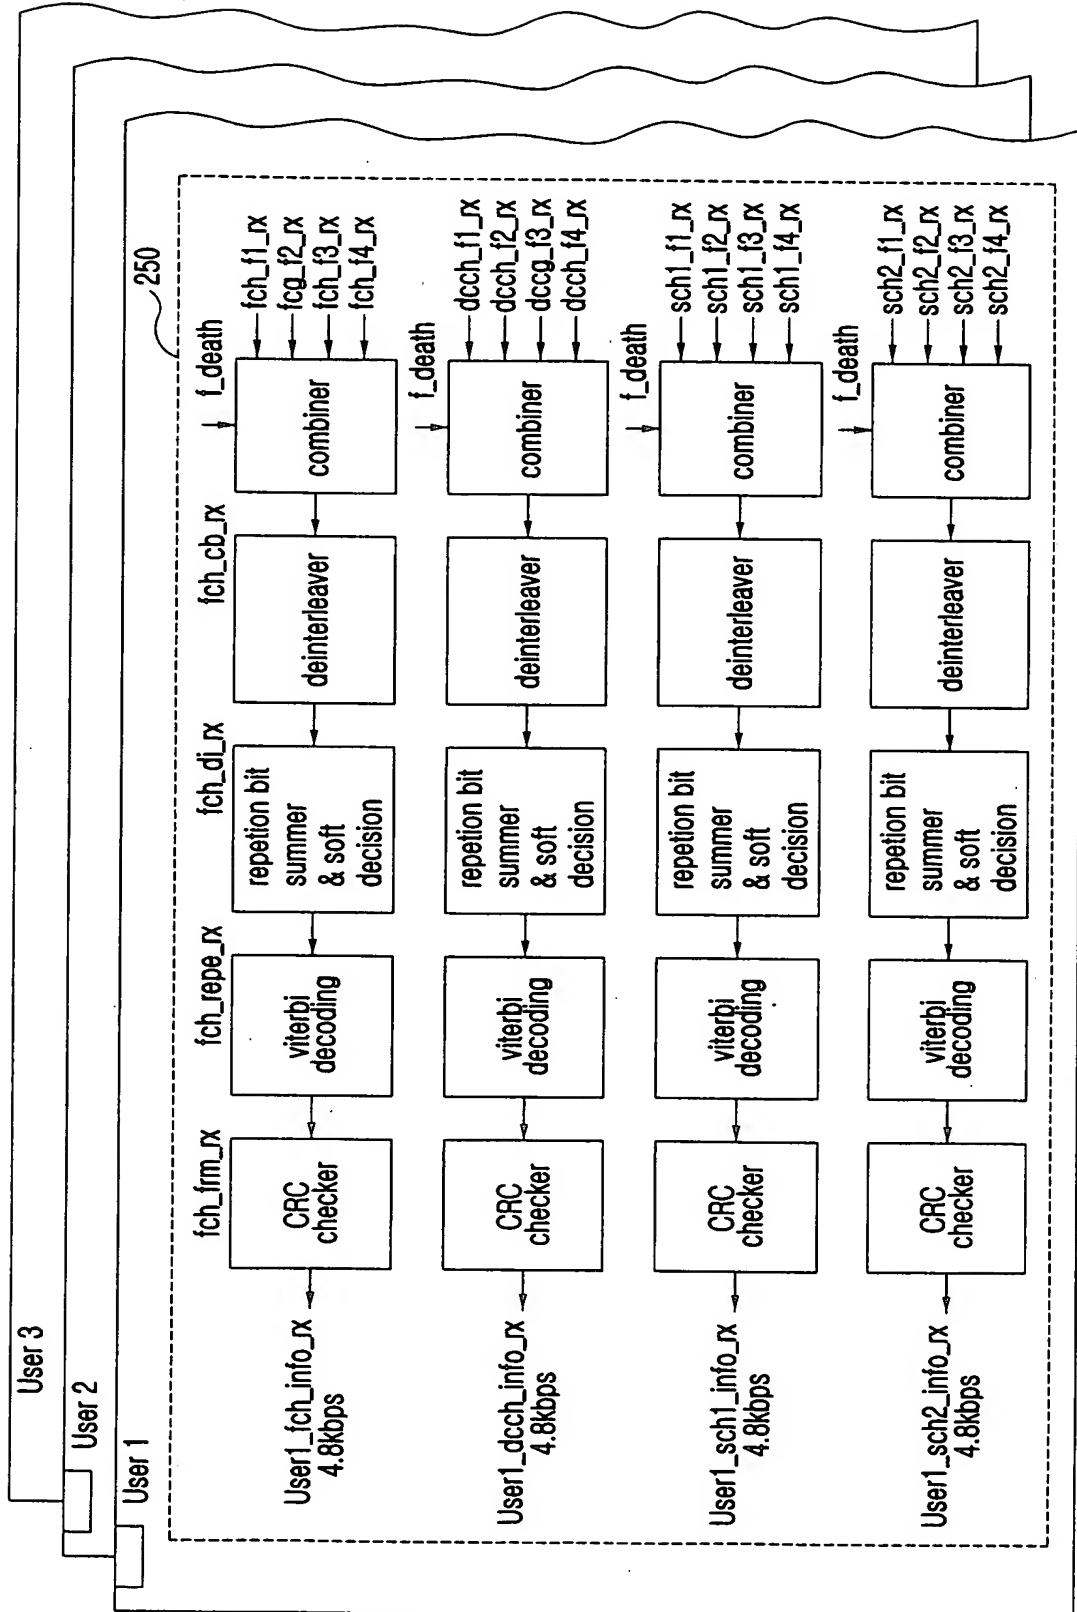 User 3
User 2
User 1
250
fch_frm_rx
fch_repe_rx
fch_di_rx
fch_cb_rx
f_death
User1_fch_info_rx
4.8kbps
CRC
checker
viterbi
decoding
repetion bit
summer
& soft
decision
deinterleaver
combiner
fch_f1_rx
fcg_f2_rx
fch_f3_rx
fch_f4_rx
f_death
User1_dcch_info_rx
4.8kbps
CRC
checker
viterbi
decoding
repetion bit
summer
& soft
decision
deinterleaver
combiner
dcch_f1_rx
dcch_f2_rx
dccg_f3_rx
dcch_f4_rx
f_death
User1_sch1_info_rx
4.8kbps
CRC
checker
viterbi
decoding
repetion bit
summer
& soft
decision
deinterleaver
combiner
sch1_f1_rx
sch1_f2_rx
sch1_f3_rx
sch1_f4_rx
f_death
User1_sch2_info_rx
4.8kbps
CRC
checker
viterbi
decoding
repetion bit
summer
& soft
decision
deinterleaver
combiner
sch2_f1_rx
sch2_f2_rx
sch2_f3_rx
sch2_f4_rx